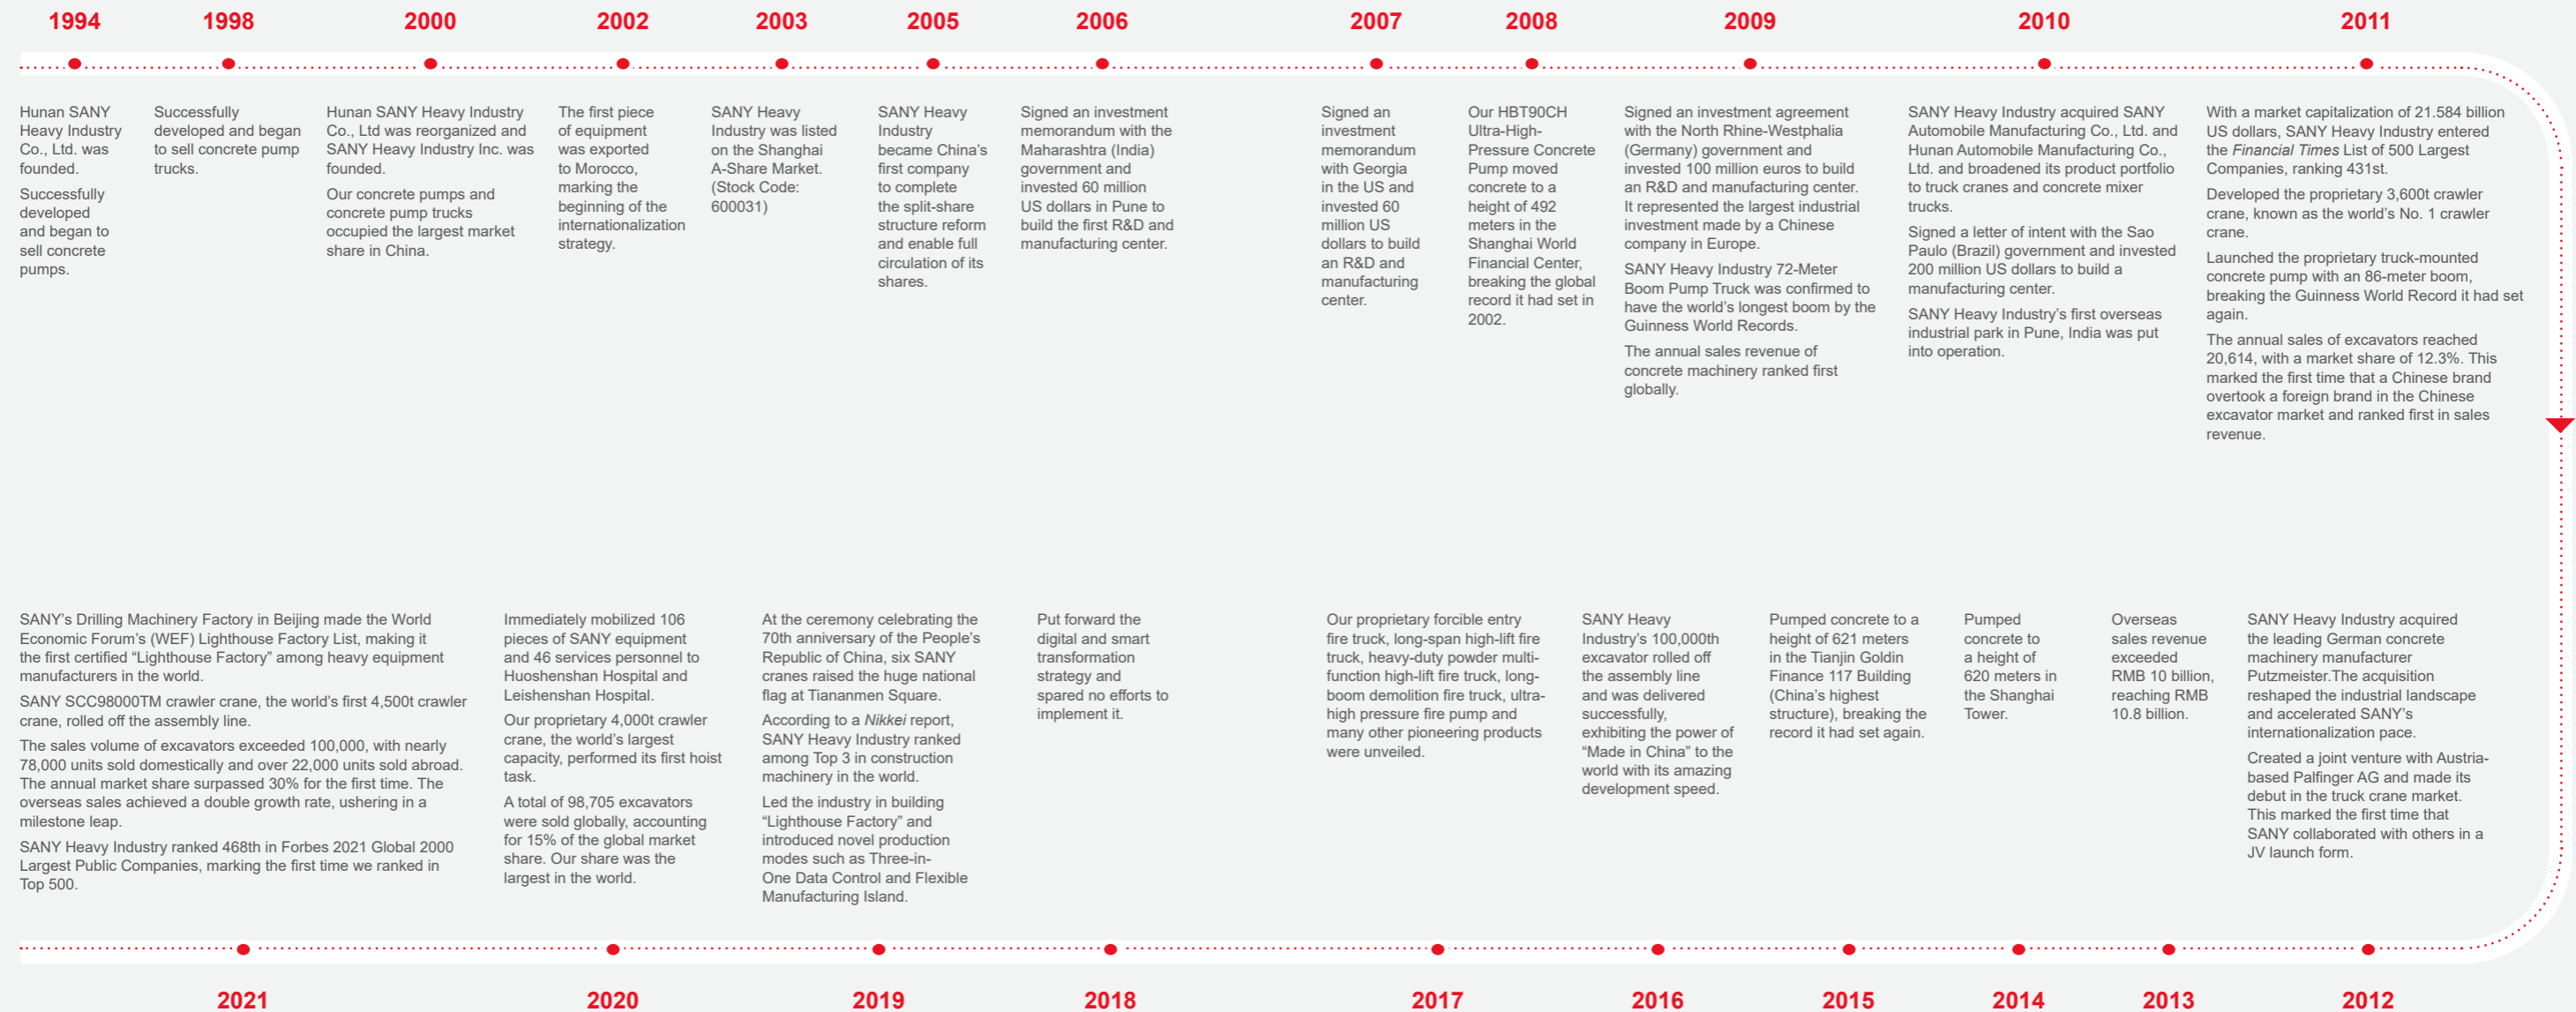 1994
Hunan SANY
Heavy Industry
Co., Ltd. was
founded.
Successfully
developed
and began to
sell concrete
pumps.
1998
Successfully
developed and began
to sell concrete pump
trucks.
2000
Hunan SANY Heavy Industry
Co., Ltd was reorganized and
SANY Heavy Industry Inc. was
founded.
Our concrete pumps and
concrete pump trucks
occupied the largest market
share in China.
2002
The first piece
of equipment
was exported
to Morocco,
marking the
beginning of the
internationalization
strategy.
2003
SANY Heavy
Industry was listed
on the Shanghai
A-Share Market.
(Stock Code:
600031)
2005
SANY Heavy
Industry
became China’s
first company
to complete
the split-share
structure reform
and enable full
circulation of its
shares.
2006
Signed an investment
memorandum with the
Maharashtra (India)
government and
invested 60 million
US dollars in Pune to
build the first R&D and
manufacturing center.
2007
Signed an
investment
memorandum
with Georgia
in the US and
invested 60
million US
dollars to build
an R&D and
manufacturing
center.
2008
Our HBT90CH
Ultra-High-
Pressure Concrete
Pump moved
concrete to a
height of 492
meters in the
Shanghai World
Financial Center,
breaking the global
record it had set in
2002.
2009
Signed an investment agreement
with the North Rhine-Westphalia
(Germany) government and
invested 100 million euros to build
an R&D and manufacturing center.
It represented the largest industrial
investment made by a Chinese
company in Europe.
SANY Heavy Industry 72-Meter
Boom Pump Truck was confirmed to
have the world’s longest boom by the
Guinness World Records.
The annual sales revenue of
concrete machinery ranked first
globally.
2010
SANY Heavy Industry acquired SANY
Automobile Manufacturing Co., Ltd. and
Hunan Automobile Manufacturing Co.,
Ltd. and broadened its product portfolio
to truck cranes and concrete mixer
trucks.
Signed a letter of intent with the Sao
Paulo (Brazil) government and invested
200 million US dollars to build a
manufacturing center.
SANY Heavy Industry’s first overseas
industrial park in Pune, India was put
into operation.
2011
With a market capitalization of 21.584 billion
US dollars, SANY Heavy Industry entered
the Financial Times List of 500 Largest
Companies, ranking 431st.
Developed the proprietary 3,600t crawler
crane, known as the world’s No. 1 crawler
crane.
Launched the proprietary truck-mounted
concrete pump with an 86-meter boom,
breaking the Guinness World Record it had set
again.
The annual sales of excavators reached
20,614, with a market share of 12.3%. This
marked the first time that a Chinese brand
overtook a foreign brand in the Chinese
excavator market and ranked first in sales
revenue.
SANY’s Drilling Machinery Factory in Beijing made the World
Economic Forum’s (WEF) Lighthouse Factory List, making it
the first certified “Lighthouse Factory” among heavy equipment
manufacturers in the world.
SANY SCC98000TM crawler crane, the world’s first 4,500t crawler
crane, rolled off the assembly line.
The sales volume of excavators exceeded 100,000, with nearly
78,000 units sold domestically and over 22,000 units sold abroad.
The annual market share surpassed 30% for the first time. The
overseas sales achieved a double growth rate, ushering in a
milestone leap.
SANY Heavy Industry ranked 468th in Forbes 2021 Global 2000
Largest Public Companies, marking the first time we ranked in
Top 500.
2021
Immediately mobilized 106
pieces of SANY equipment
and 46 services personnel to
Huoshenshan Hospital and
Leishenshan Hospital.
Our proprietary 4,000t crawler
crane, the world’s largest
capacity, performed its first hoist
task.
A total of 98,705 excavators
were sold globally, accounting
for 15% of the global market
share. Our share was the
largest in the world.
2020
At the ceremony celebrating the
70th anniversary of the People’s
Republic of China, six SANY
cranes raised the huge national
flag at Tiananmen Square.
According to a Nikkei report,
SANY Heavy Industry ranked
among Top 3 in construction
machinery in the world.
Led the industry in building
“Lighthouse Factory” and
introduced novel production
modes such as Three-in-
One Data Control and Flexible
Manufacturing Island.
2019
Put forward the
digital and smart
transformation
strategy and
spared no efforts to
implement it.
2018
Our proprietary forcible entry
fire truck, long-span high-lift fire
truck, heavy-duty powder multi-
function high-lift fire truck, long-
boom demolition fire truck, ultra-
high pressure fire pump and
many other pioneering products
were unveiled.
2017
SANY Heavy
Industry’s 100,000th
excavator rolled off
the assembly line
and was delivered
successfully,
exhibiting the power of
“Made in China” to the
world with its amazing
development speed.
2016
Pumped concrete to a
height of 621 meters
in the Tianjin Goldin
Finance 117 Building
(China’s highest
structure), breaking the
record it had set again.
2015
Pumped
concrete to
a height of
620 meters in
the Shanghai
Tower.
2014
Overseas
sales revenue
exceeded
RMB 10 billion,
reaching RMB
10.8 billion.
2013
SANY Heavy Industry acquired
the leading German concrete
machinery manufacturer
Putzmeister.The acquisition
reshaped the industrial landscape
and accelerated SANY’s
internationalization pace.
Created a joint venture with Austria-
based Palfinger AG and made its
debut in the truck crane market.
This marked the first time that
SANY collaborated with others in a
JV launch form.
2012